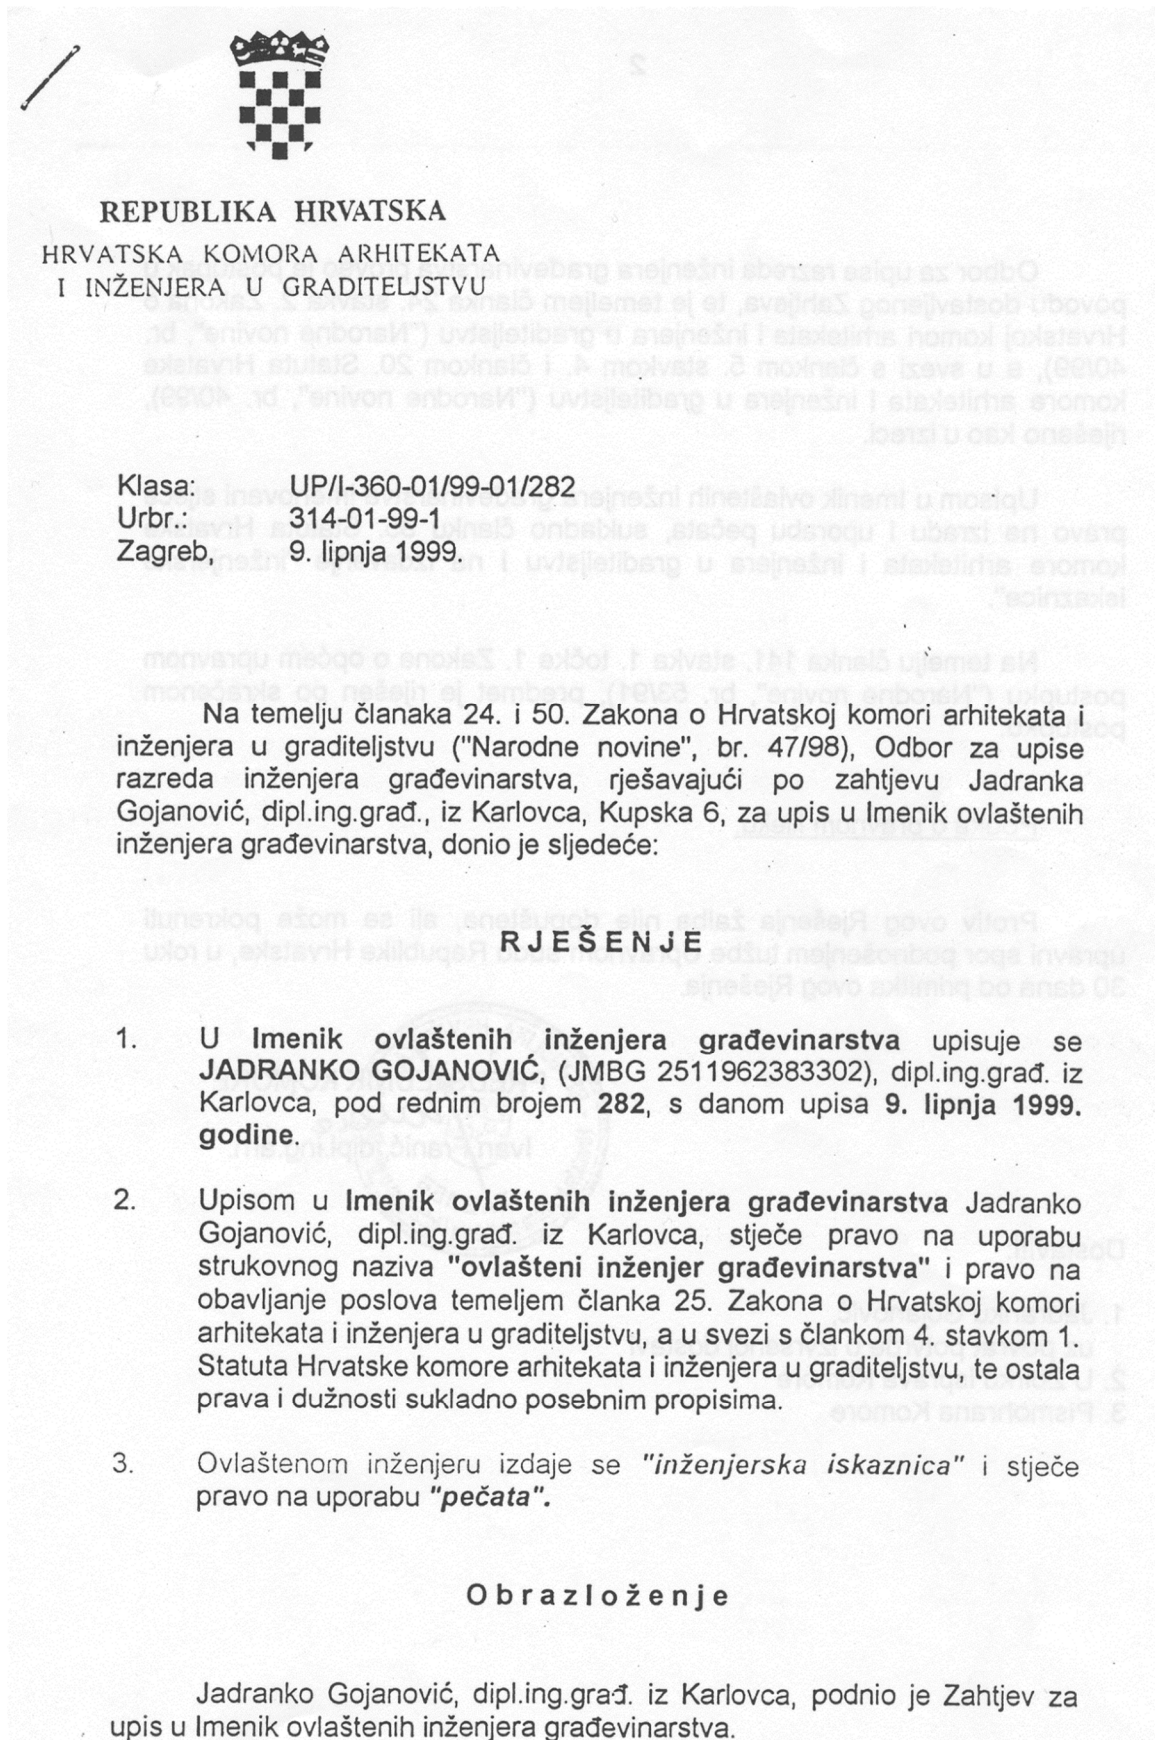 REPUBLIKA HRVATSKA
HRVATSKA KOMORA ARHITEKATA
I INŽENJERA U GRADITELJSTVU
Klasa: UP/I-360-01/99-01/282
Urbr.: 314-01-99-1
Zagreb, 9. lipnja 1999.
Na temelju članaka 24. i 50. Zakona o Hrvatskoj komori arhitekata i
inženjera u graditeljstvu ("Narodne novine", br. 47/98), Odbor za upise
razreda inženjera građevinarstva, rješavajući po zahtjevu Jadranka
Gojanović, dipl.ing.građ., iz Karlovca, Kupska 6, za upis u Imenik ovlaštenih
inženjera građevinarstva, donio je sljedeće:
RJEŠENJE
1. U Imenik ovlaštenih inženjera građevinarstva upisuje se
JADRANKO GOJANOVIĆ, (JMBG 2511962383302), dipl.ing.građ. iz
Karlovca, pod rednim brojem 282, s danom upisa 9. lipnja 1999.
godine.
2. Upisom u Imenik ovlaštenih inženjera građevinarstva Jadranko
Gojanović, dipl.ing.građ. iz Karlovca, stječe pravo na uporabu
strukovnog naziva "ovlašteni inženjer građevinarstva" i pravo na
obavljanje poslova temeljem članka 25. Zakona o Hrvatskoj komori
arhitekata i inženjera u graditeljstvu, a u svezi s člankom 4. stavkom 1.
Statuta Hrvatske komore arhitekata i inženjera u graditeljstvu, te ostala
prava i dužnosti sukladno posebnim propisima.
3. Ovlaštenom inženjeru izdaje se "inženjerska iskaznica" i stječe
pravo na uporabu "pečata".
Obrazloženje
Jadranko Gojanović, dipl.ing.građ. iz Karlovca, podnio je Zahtjev za
upis u Imenik ovlaštenih inženjera građevinarstva.